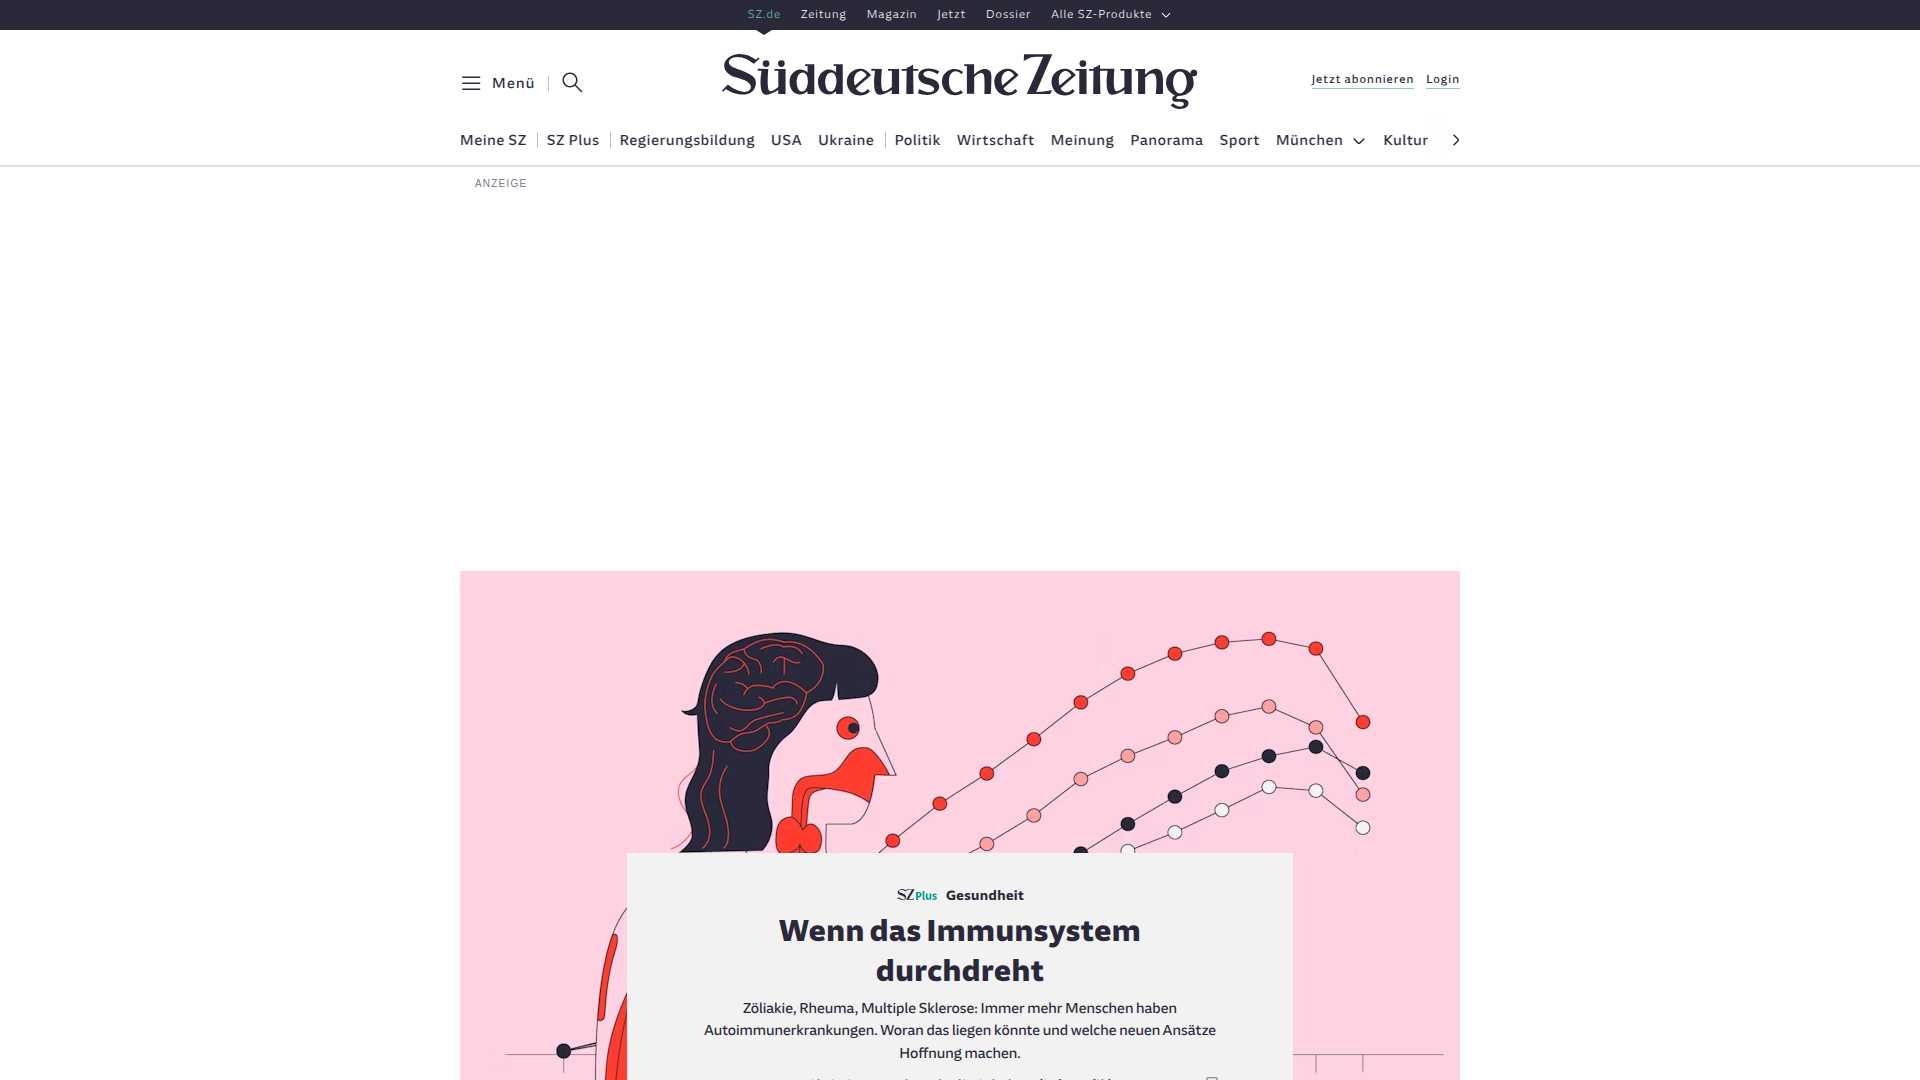 SZ.de Zeitung Magazin Jetzt Dossier Alle SZ-Produkte
Menü
Süddeutsche Zeitung
Jetzt abonnieren Login
Meine SZ SZ Plus Regierungsbildung USA Ukraine Politik Wirtschaft Meinung Panorama Sport München Kultur
ANZEIGE
SZ Plus Gesundheit
Wenn das Immunsystem
durchdreht
Zöliakie, Rheuma, Multiple Sklerose: Immer mehr Menschen haben
Autoimmunerkrankungen. Woran das liegen könnte und welche neuen Ansätze
Hoffnung machen.